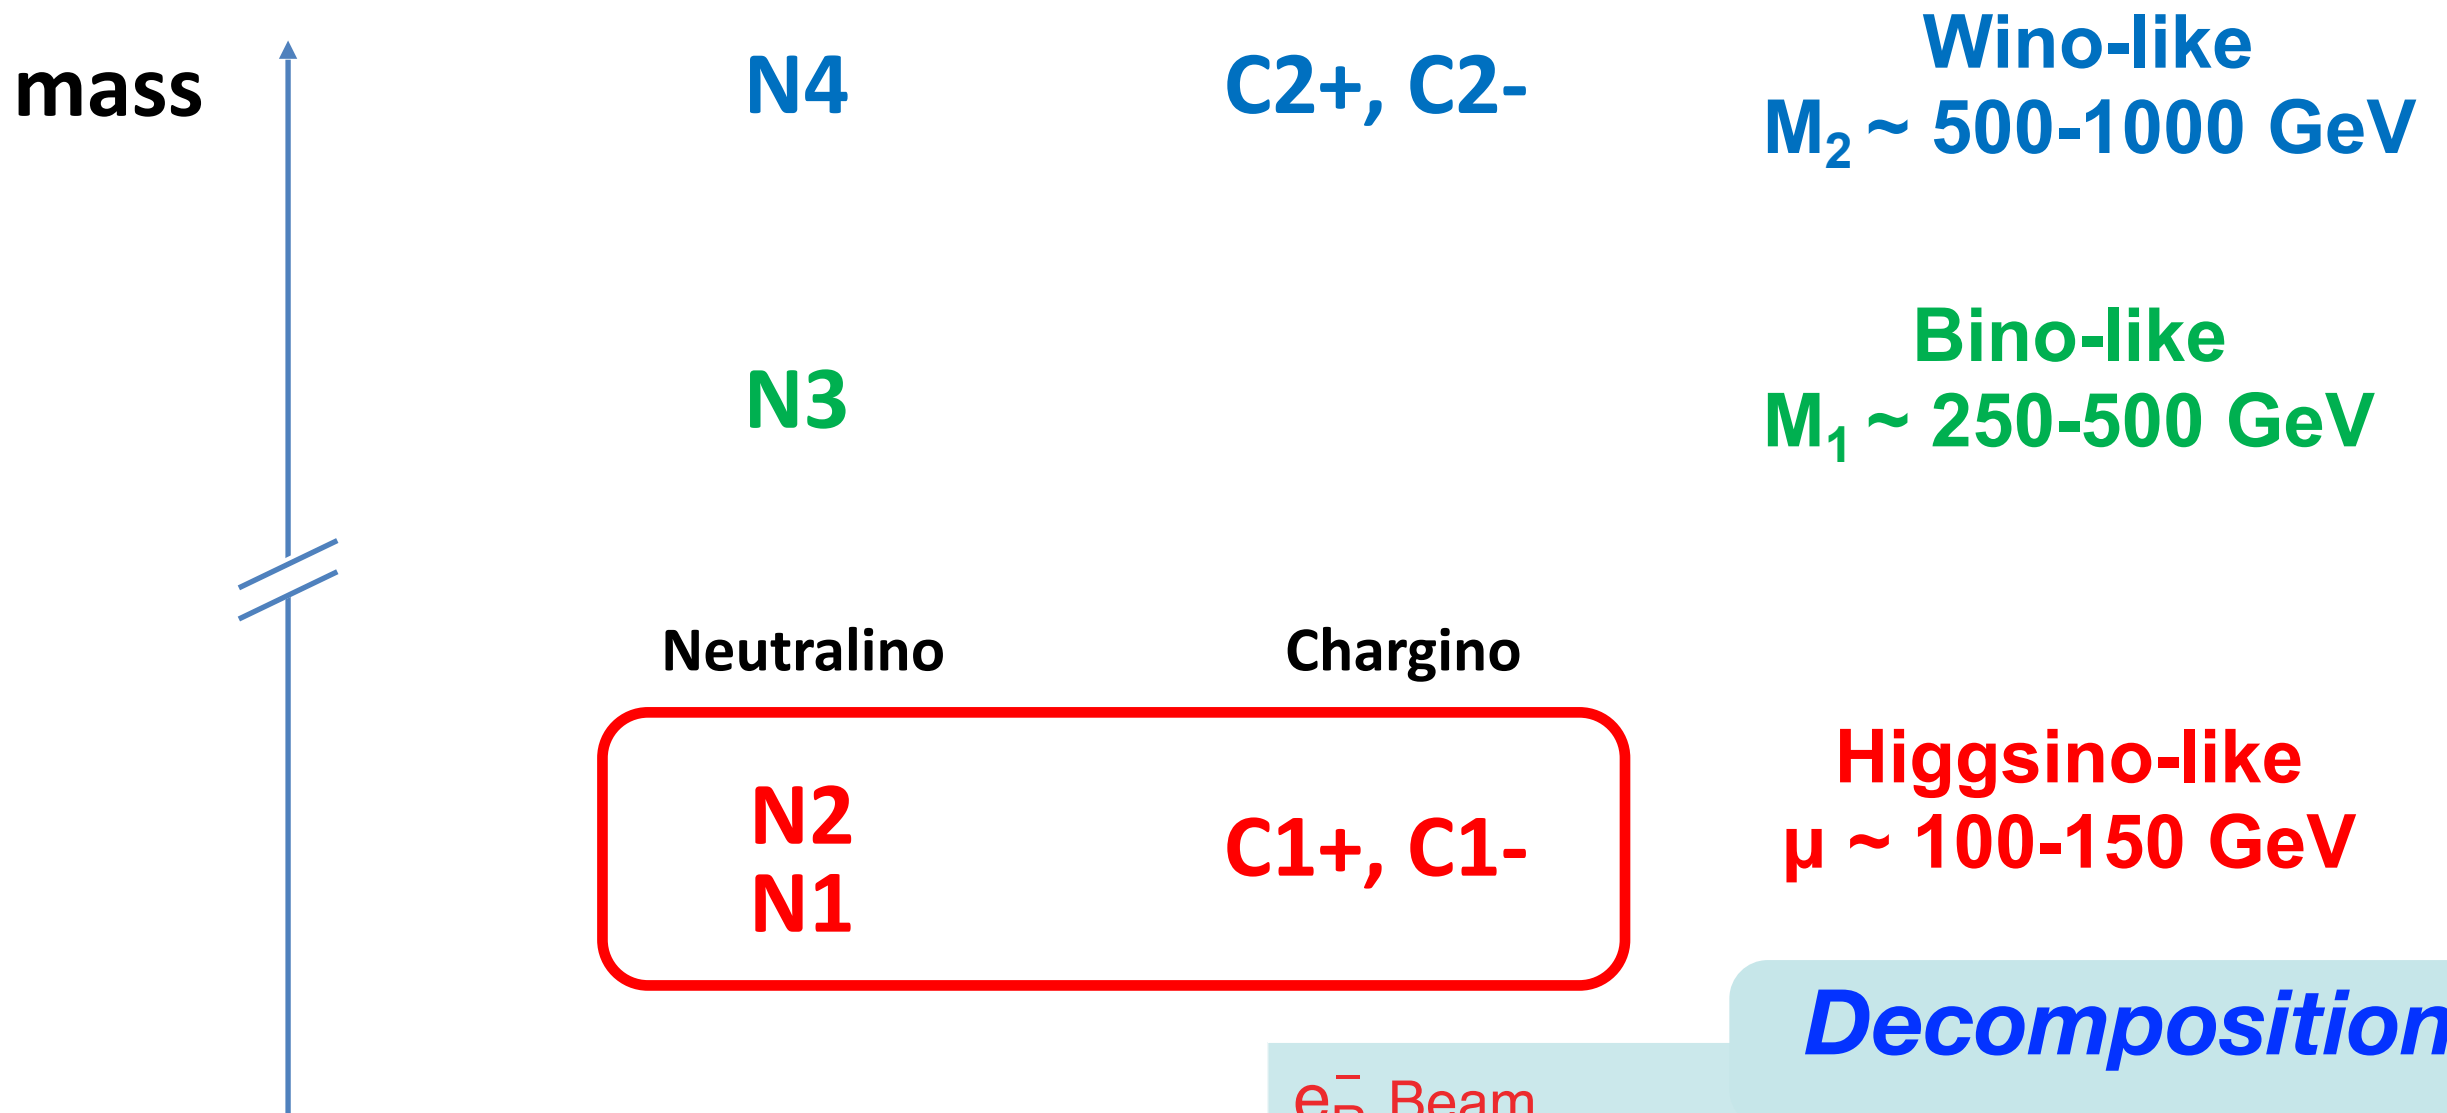 mass
N4
C2+, C2-
Wino-like
M₂ ~ 500-1000 GeV
N3
Bino-like
M₁ ~ 250-500 GeV
Neutralino
Chargino
N2
N1
C1+, C1-
Higgsino-like
μ ~ 100-150 GeV
Decomposition
Beam